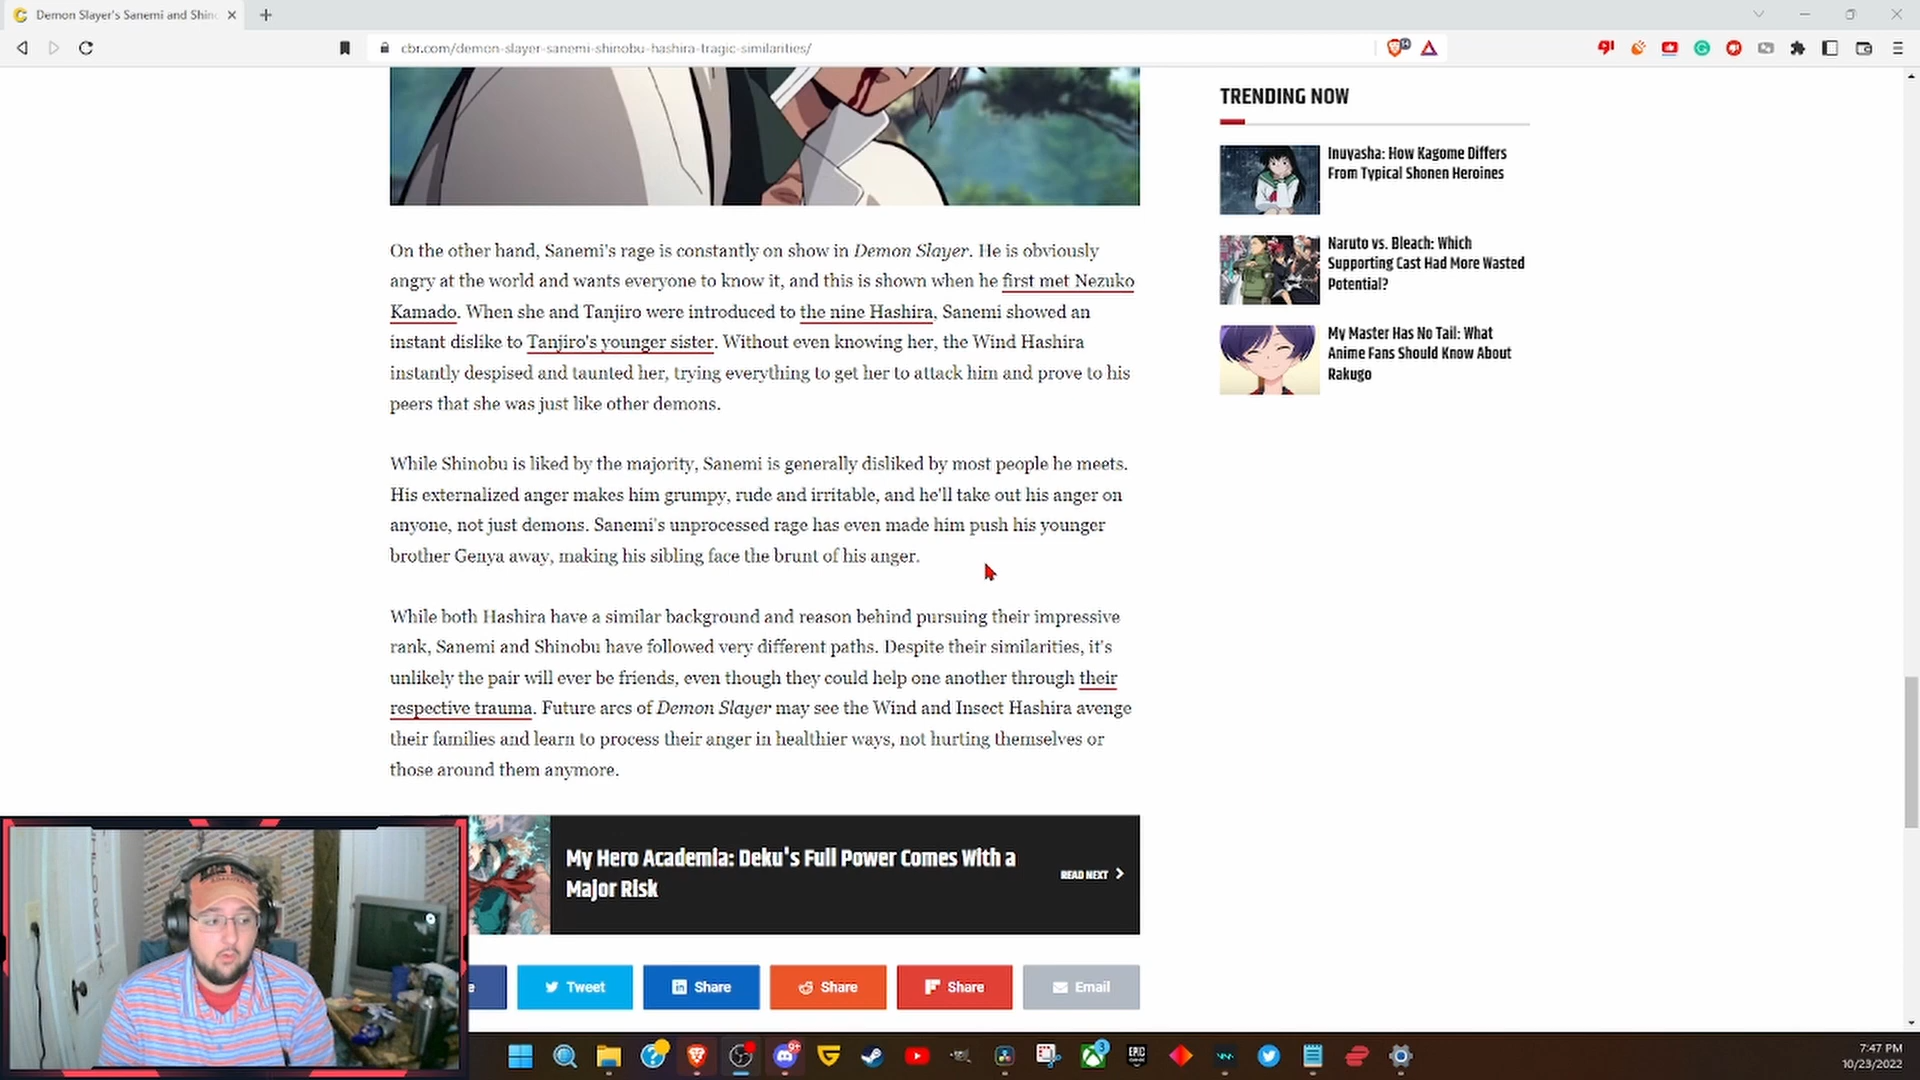 Demon Slayer's Sanemi and Shino
cbr.com/demon-slayer-sanemi-shinobu-hashira-tragic-similarities/
TRENDING NOW
Inuyasha: How Kagome Differs
From Typical Shonen Heroines
Naruto vs. Bleach: Which
Supporting Cast Had More Wasted
Potential?
My Master Has No Tail: What
Anime Fans Should Know About
Rakugo
On the other hand, Sanemi's rage is constantly on show in Demon Slayer. He is obviously
angry at the world and wants everyone to know it, and this is shown when he first met Nezuko
Kamado. When she and Tanjiro were introduced to the nine Hashira, Sanemi showed an
instant dislike to Tanjiro's younger sister. Without even knowing her, the Wind Hashira
instantly despised and taunted her, trying everything to get her to attack him and prove to his
peers that she was just like other demons.
While Shinobu is liked by the majority, Sanemi is generally disliked by most people he meets.
His externalized anger makes him grumpy, rude and irritable, and he'll take out his anger on
anyone, not just demons. Sanemi's unprocessed rage has even made him push his younger
brother Genya away, making his sibling face the brunt of his anger.
While both Hashira have a similar background and reason behind pursuing their impressive
rank, Sanemi and Shinobu have followed very different paths. Despite their similarities, it's
unlikely the pair will ever be friends, even though they could help one another through their
respective trauma. Future arcs of Demon Slayer may see the Wind and Insect Hashira avenge
their families and learn to process their anger in healthier ways, not hurting themselves or
those around them anymore.
My Hero Academia: Deku's Full Power Comes With a
Major Risk
READ NEXT
e
Tweet
Share
Share
Share
Email
9+
3
EPIC
7:47 PM
10/23/2022